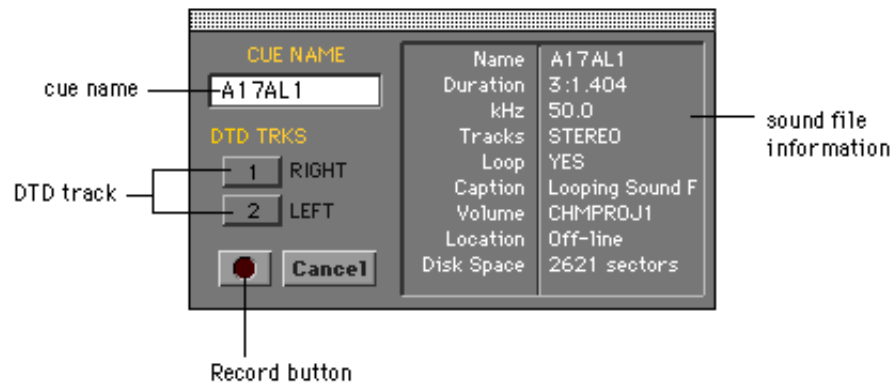 CUE NAME
A17AL1
DTD TRKS
1 RIGHT
2 LEFT
Cancel
Name A17AL1
Duration 3:1.404
kHz 50.0
Tracks STEREO
Loop YES
Caption Looping Sound F
Volume CHMPROJ1
Location Off-line
Disk Space 2621 sectors
cue name
DTD track
Record button
sound file
information